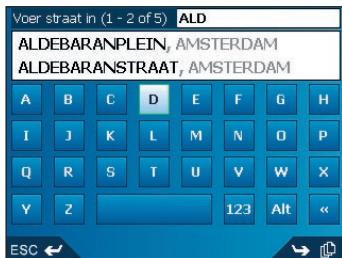 Voer straat in (1 - 2 of 5) ALD
ALDEBARANPLEIN, AMSTERDAM
ALDEBARANSTRAAT, AMSTERDAM
A B C D E F G H
I J K L M N O P
Q R S T U V W X
Y Z 123 Alt «
ESC